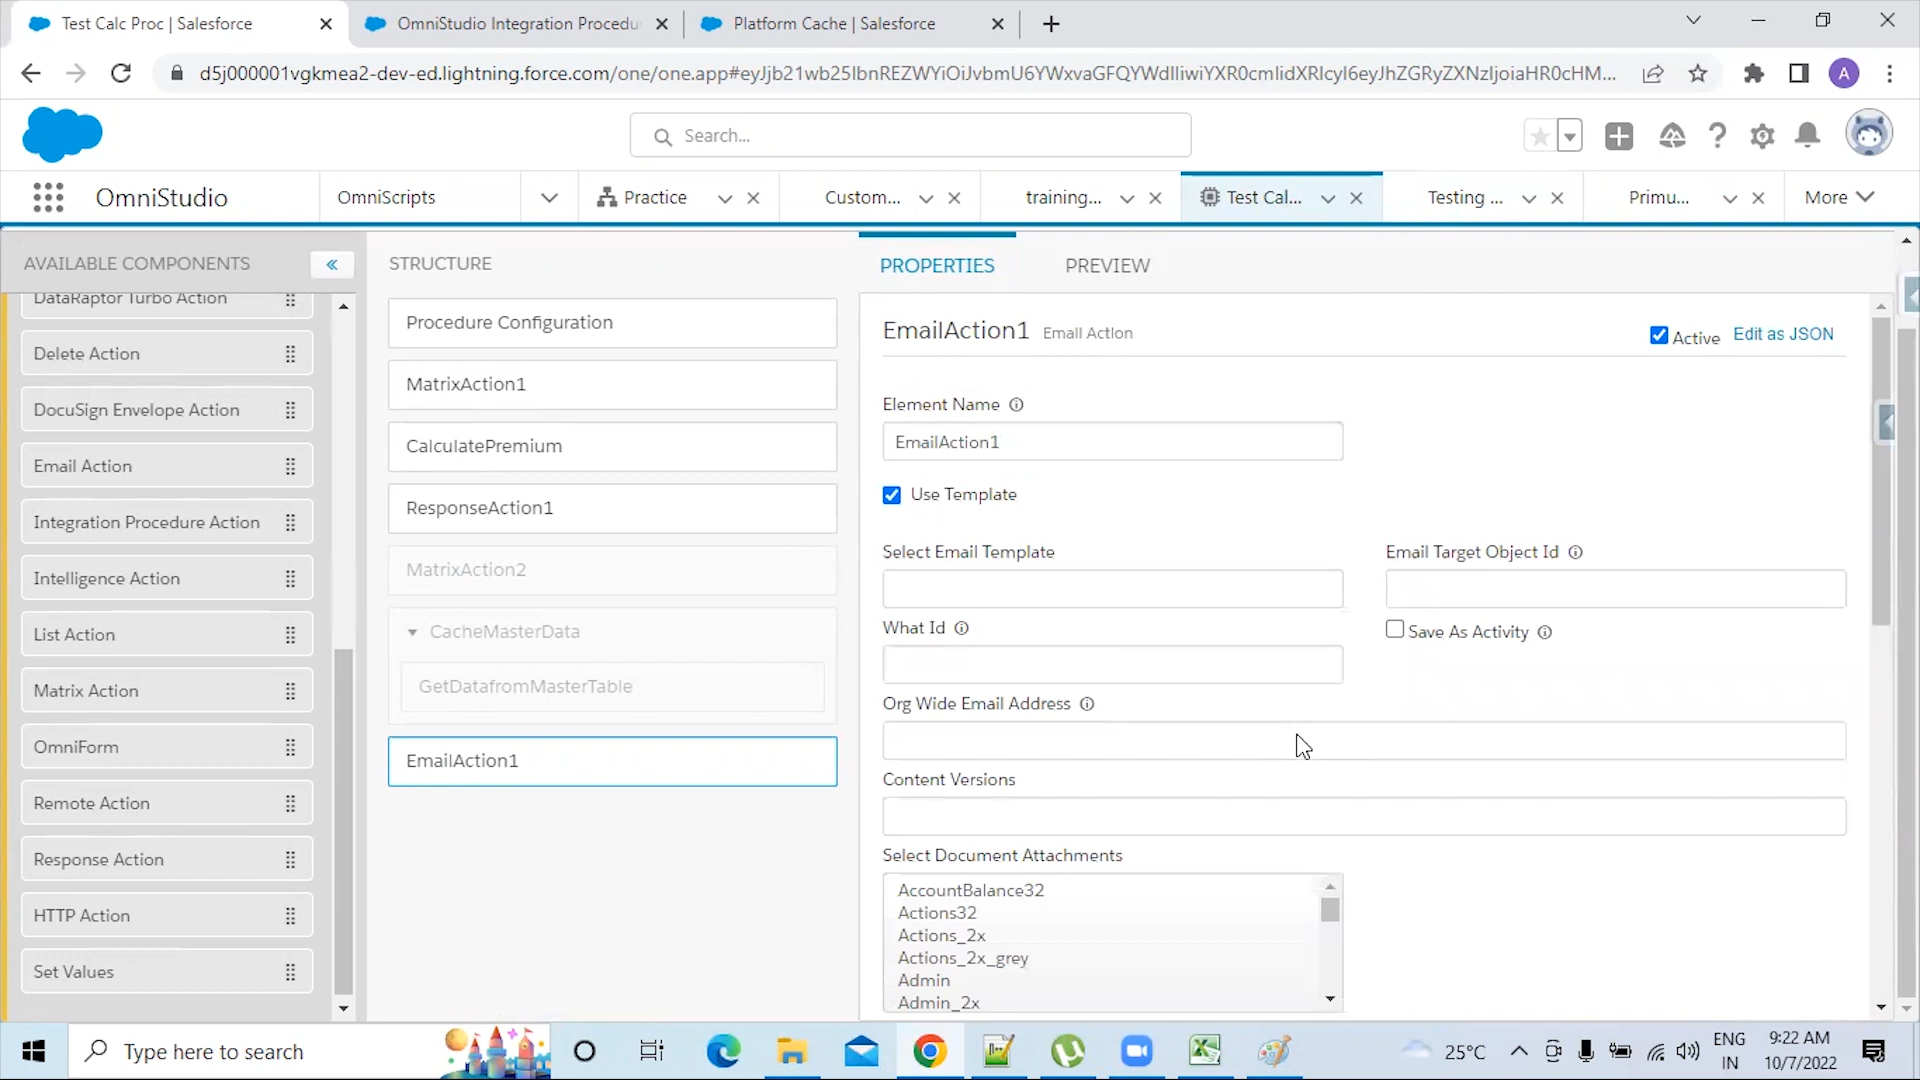 Test Calc Proc | Salesforce
OmniStudio Integration Procedu
Platform Cache | Salesforce
d5j000001vgkmea2-dev-ed.lightning.force.com/one/one.app#eyJjb21wb25lbnREZWYiOiJvbmU6YWxvaGFQYWdlIiwiYXR0cmlidXRlcyI6eyJhZGRyZXNzIjoiaHR0cHM...
A
Search...
OmniStudio
OmniScripts
Practice
Custom...
training...
Test Cal...
Testing ...
Primu...
More
AVAILABLE COMPONENTS
STRUCTURE
PROPERTIES
PREVIEW
DataRaptor Turbo Action
Delete Action
DocuSign Envelope Action
Email Action
Integration Procedure Action
Intelligence Action
List Action
Matrix Action
OmniForm
Remote Action
Response Action
HTTP Action
Set Values
Procedure Configuration
MatrixAction1
CalculatePremium
ResponseAction1
MatrixAction2
CacheMasterData
GetDatafromMasterTable
EmailAction1
EmailAction1 Email Action
Active Edit as JSON
Element Name
EmailAction1
Use Template
Select Email Template
Email Target Object Id
What Id
Save As Activity
Org Wide Email Address
Content Versions
Select Document Attachments
AccountBalance32
Actions32
Actions_2x
Actions_2x_grey
Admin
Admin_2x
Type here to search
25°C
ENG
IN
9:22 AM
10/7/2022